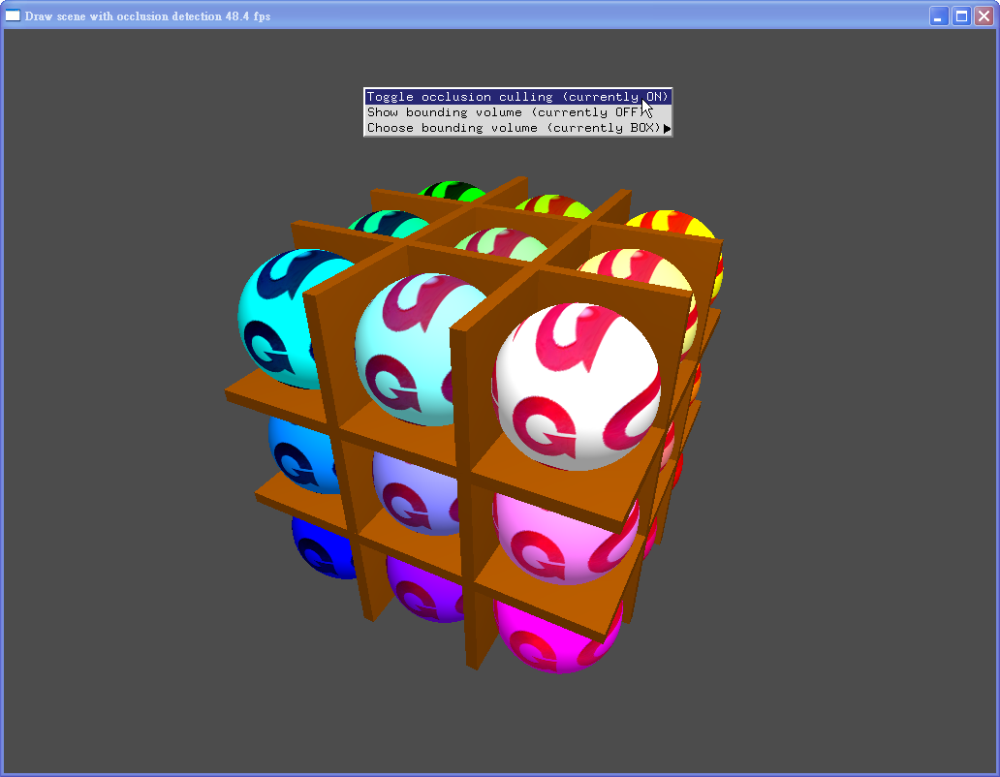 Draw scene with occlusion detection 48.4 fps
Toggle occlusion culling (currently ON)
Show bounding volume (currently OFF)
Choose bounding volume (currently BOX)